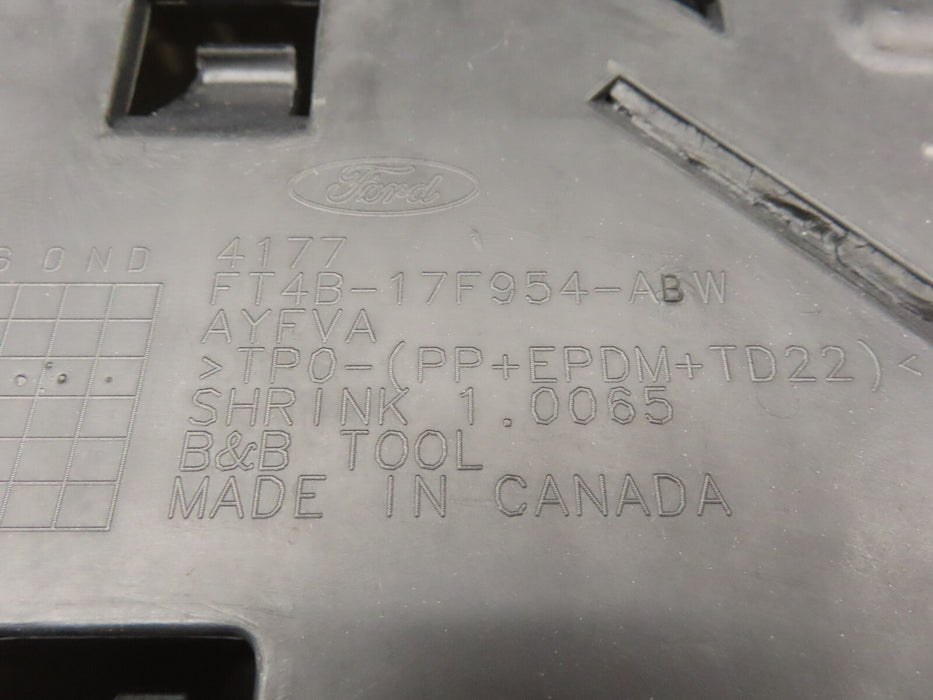 Ford
S O N D
4177
FT4B-17F954-ABW
AYFVA
>TPO-(PP+EPDM+TD22)<
SHRINK 1.0065
B&B TOOL
MADE IN CANADA